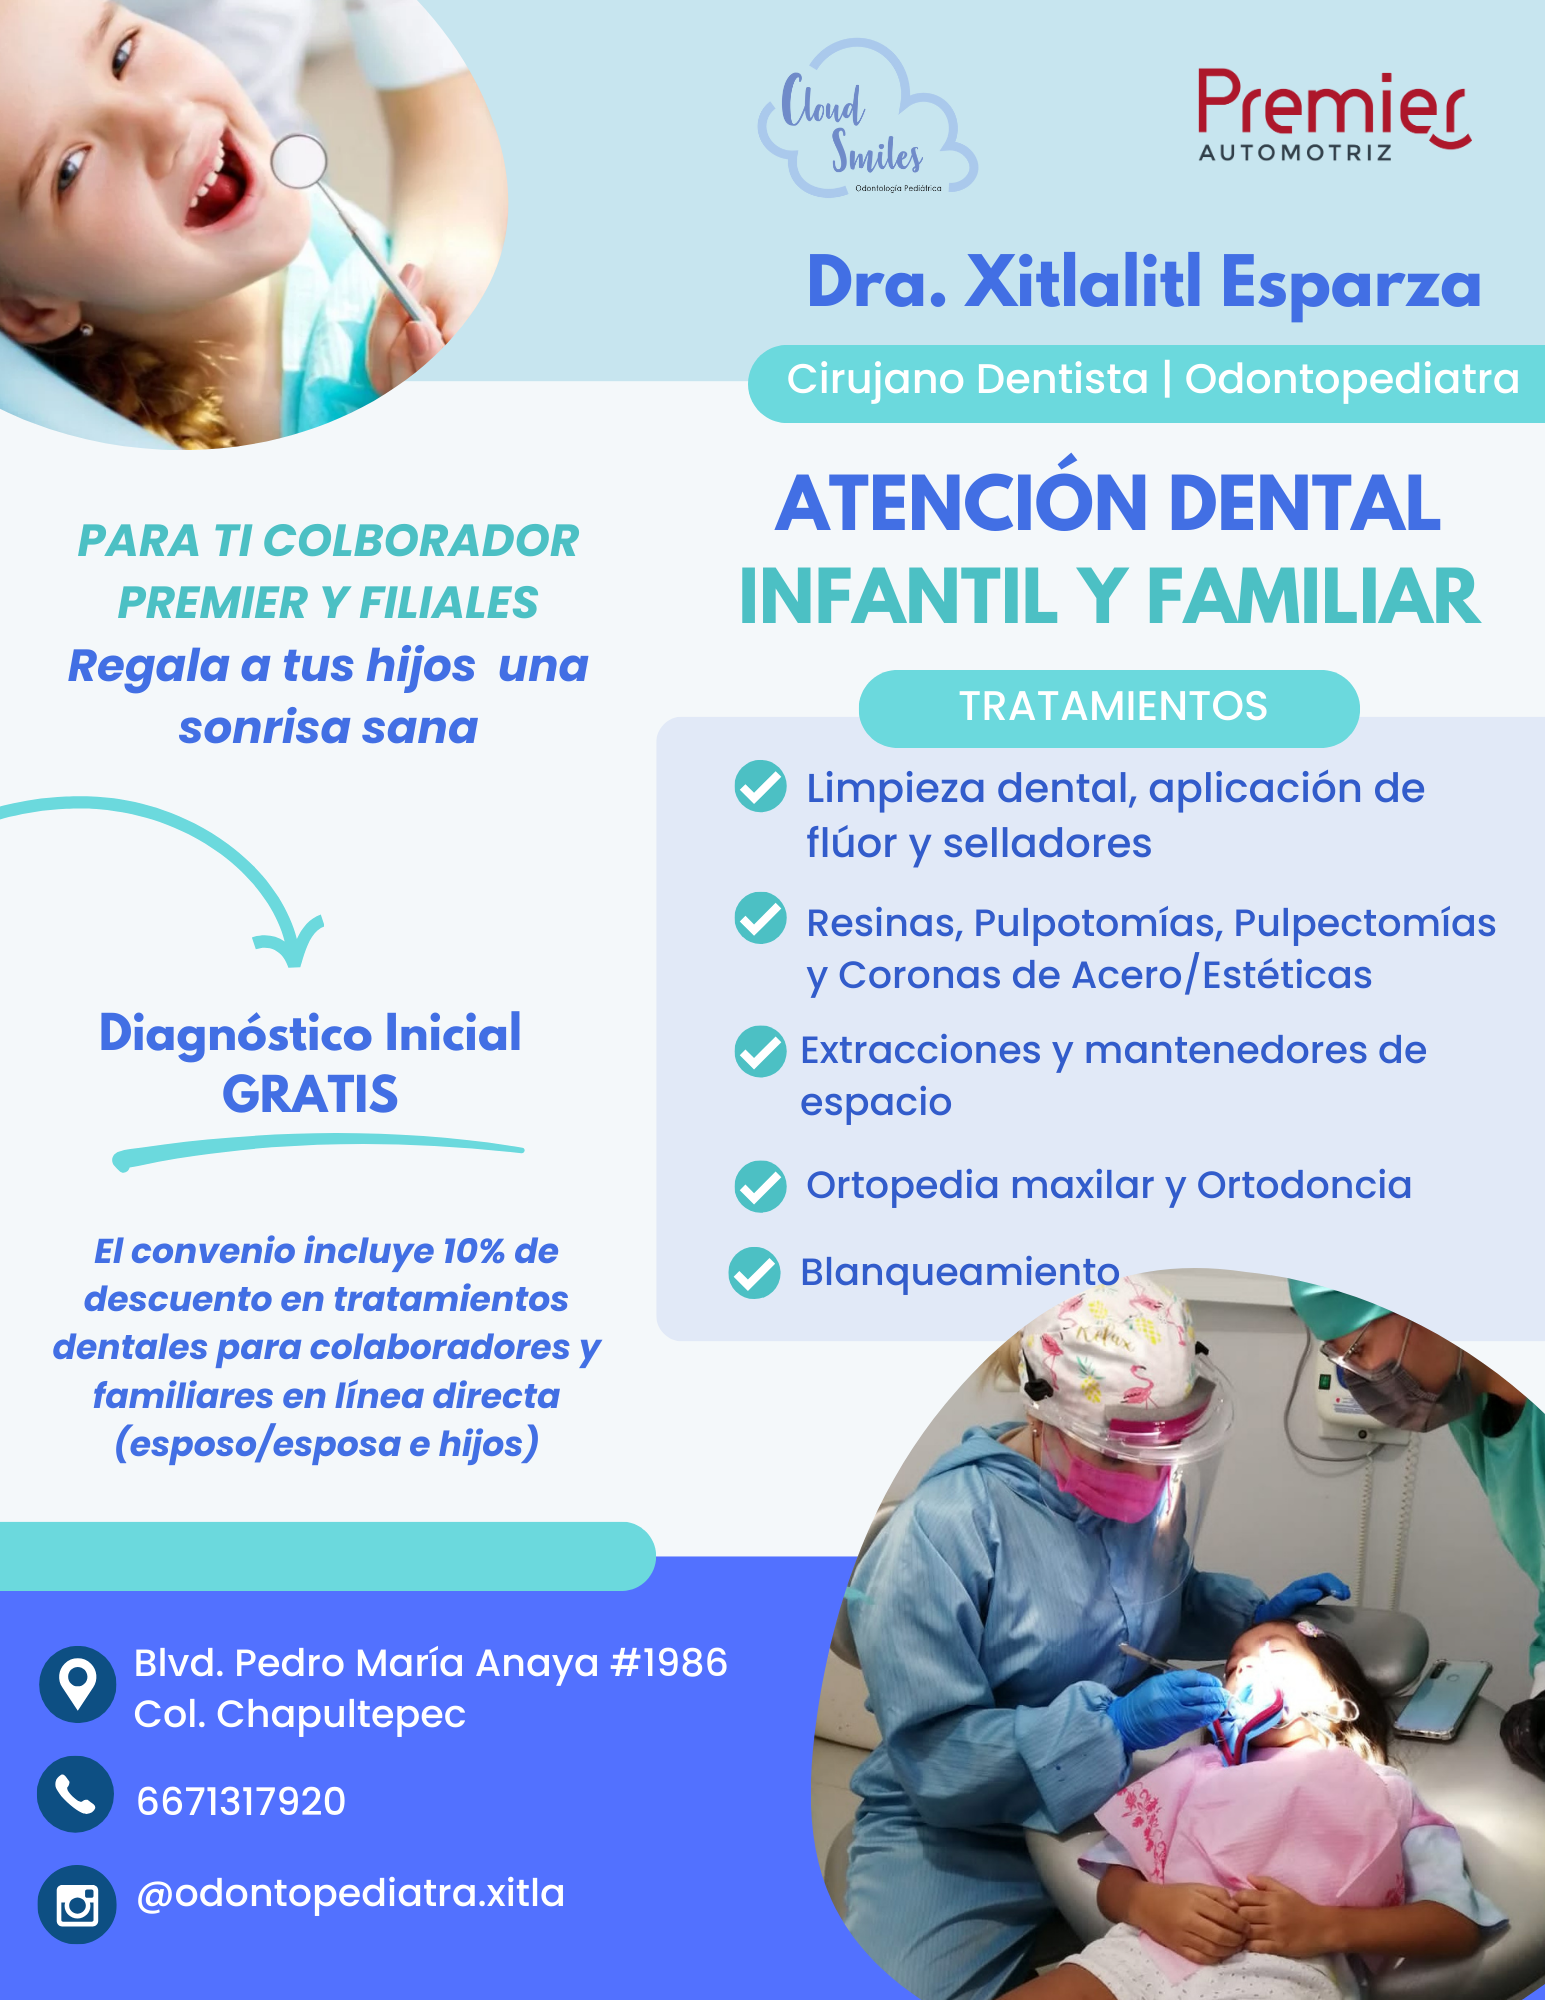 Cloud
Smiles
Odontología Pediátrica
Premier
AUTOMOTRIZ
Dra. Xitlalitl Esparza
Cirujano Dentista | Odontopediatra
ATENCIÓN DENTAL
INFANTIL Y FAMILIAR
PARA TI COLBORADOR
PREMIER Y FILIALES
Regala a tus hijos una
sonrisa sana
Diagnóstico Inicial
GRATIS
El convenio incluye 10% de
descuento en tratamientos
dentales para colaboradores y
familiares en línea directa
(esposo/esposa e hijos)
TRATAMIENTOS
Limpieza dental, aplicación de
flúor y selladores
Resinas, Pulpotomías, Pulpectomías
y Coronas de Acero/Estéticas
Extracciones y mantenedores de
espacio
Ortopedia maxilar y Ortodoncia
Blanqueamiento
Relax
Blvd. Pedro María Anaya #1986
Col. Chapultepec
6671317920
@odontopediatra.xitla